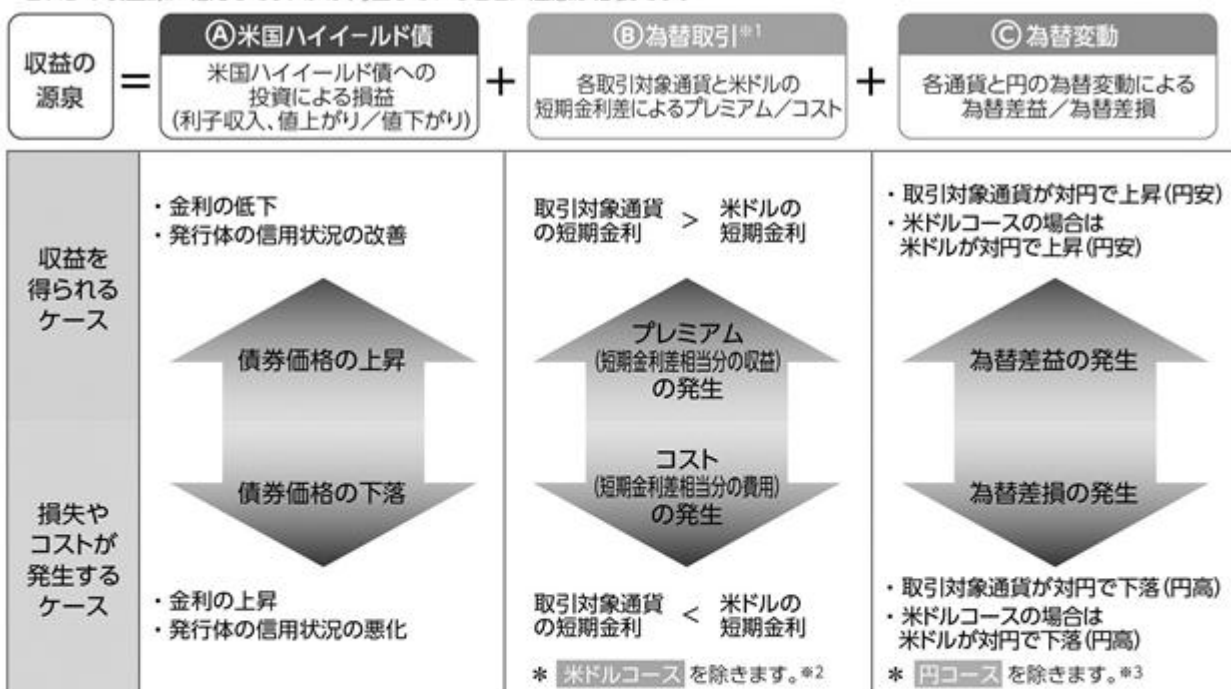 収益の
源泉
=
Ⓐ米国ハイイールド債
米国ハイイールド債への
投資による損益
(利子収入、値上がり/値下がり)
+
Ⓑ為替取引※1
各取引対象通貨と米ドルの
短期金利差によるプレミアム/コスト
+
Ⓒ為替変動
各通貨と円の為替変動による
為替差益/為替差損
収益を
得られる
ケース
・金利の低下
・発行体の信用状況の改善
債券価格の上昇
取引対象通貨
の短期金利
>
米ドルの
短期金利
プレミアム
(短期金利差相当分の収益)
の発生
・取引対象通貨が対円で上昇(円安)
・米ドルコースの場合は
米ドルが対円で上昇(円安)
為替差益の発生
損失や
コストが
発生する
ケース
債券価格の下落
・金利の上昇
・発行体の信用状況の悪化
コスト
(短期金利差相当分の費用)
の発生
取引対象通貨
の短期金利
<
米ドルの
短期金利
* 米ドルコース を除きます。※2
為替差損の発生
・取引対象通貨が対円で下落(円高)
・米ドルコースの場合は
米ドルが対円で下落(円高)
* 円コース を除きます。※3